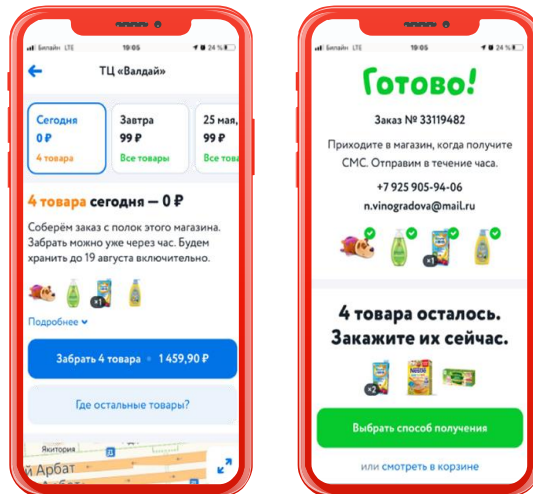 Билайн LTE 19:05 24 %
ТЦ «Валдай»
Сегодня
0 ₽
4 товара
Завтра
99 ₽
Все товары
25 мая,
99 ₽
Все това
4 товара сегодня — 0 ₽
Соберём заказ с полок этого магазина.
Забрать можно уже через час. Будем
хранить до 19 августа включительно.
×1
Подробнее
Забрать 4 товара • 1 459,90 ₽
Где остальные товары?
Якитория
й Арбат
Билайн LTE 19:05 24 %
Готово!
Заказ № 33119482
Приходите в магазин, когда получите
СМС. Отправим в течение часа.
+7 925 905-94-06
n.vinogradova@mail.ru
×1
4 товара осталось.
Закажите их сейчас.
×2
Nestle
Выбрать способ получения
или смотреть в корзине